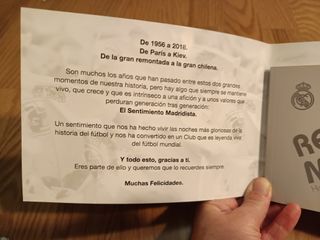 De 1956 a 2018.
De París a Kiev.
De la gran remontada a la gran chilena.
Son muchos los años que han pasado entre estos dos grandes
momentos de nuestra historia, pero hay algo que siempre se mantiene
vivo, que crece y que es intrínseco a una afición y a unos valores que
perduran generación tras generación:
El Sentimiento Madridista.
Un sentimiento que nos ha hecho vivir las noches más gloriosas de la
historia del fútbol y nos ha convertido en un Club que es leyenda viva
del fútbol mundial.
Y todo esto, gracias a ti.
Eres parte de ello y queremos que lo recuerdes siempre.
Muchas Felicidades.